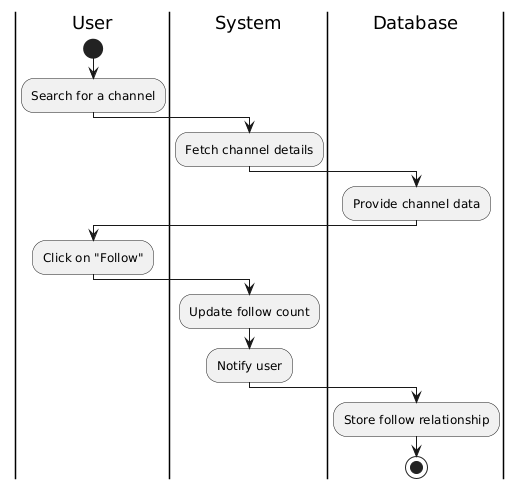 User
System
Database
Search for a channel
Fetch channel details
Provide channel data
Click on "Follow"
Update follow count
Notify user
Store follow relationship